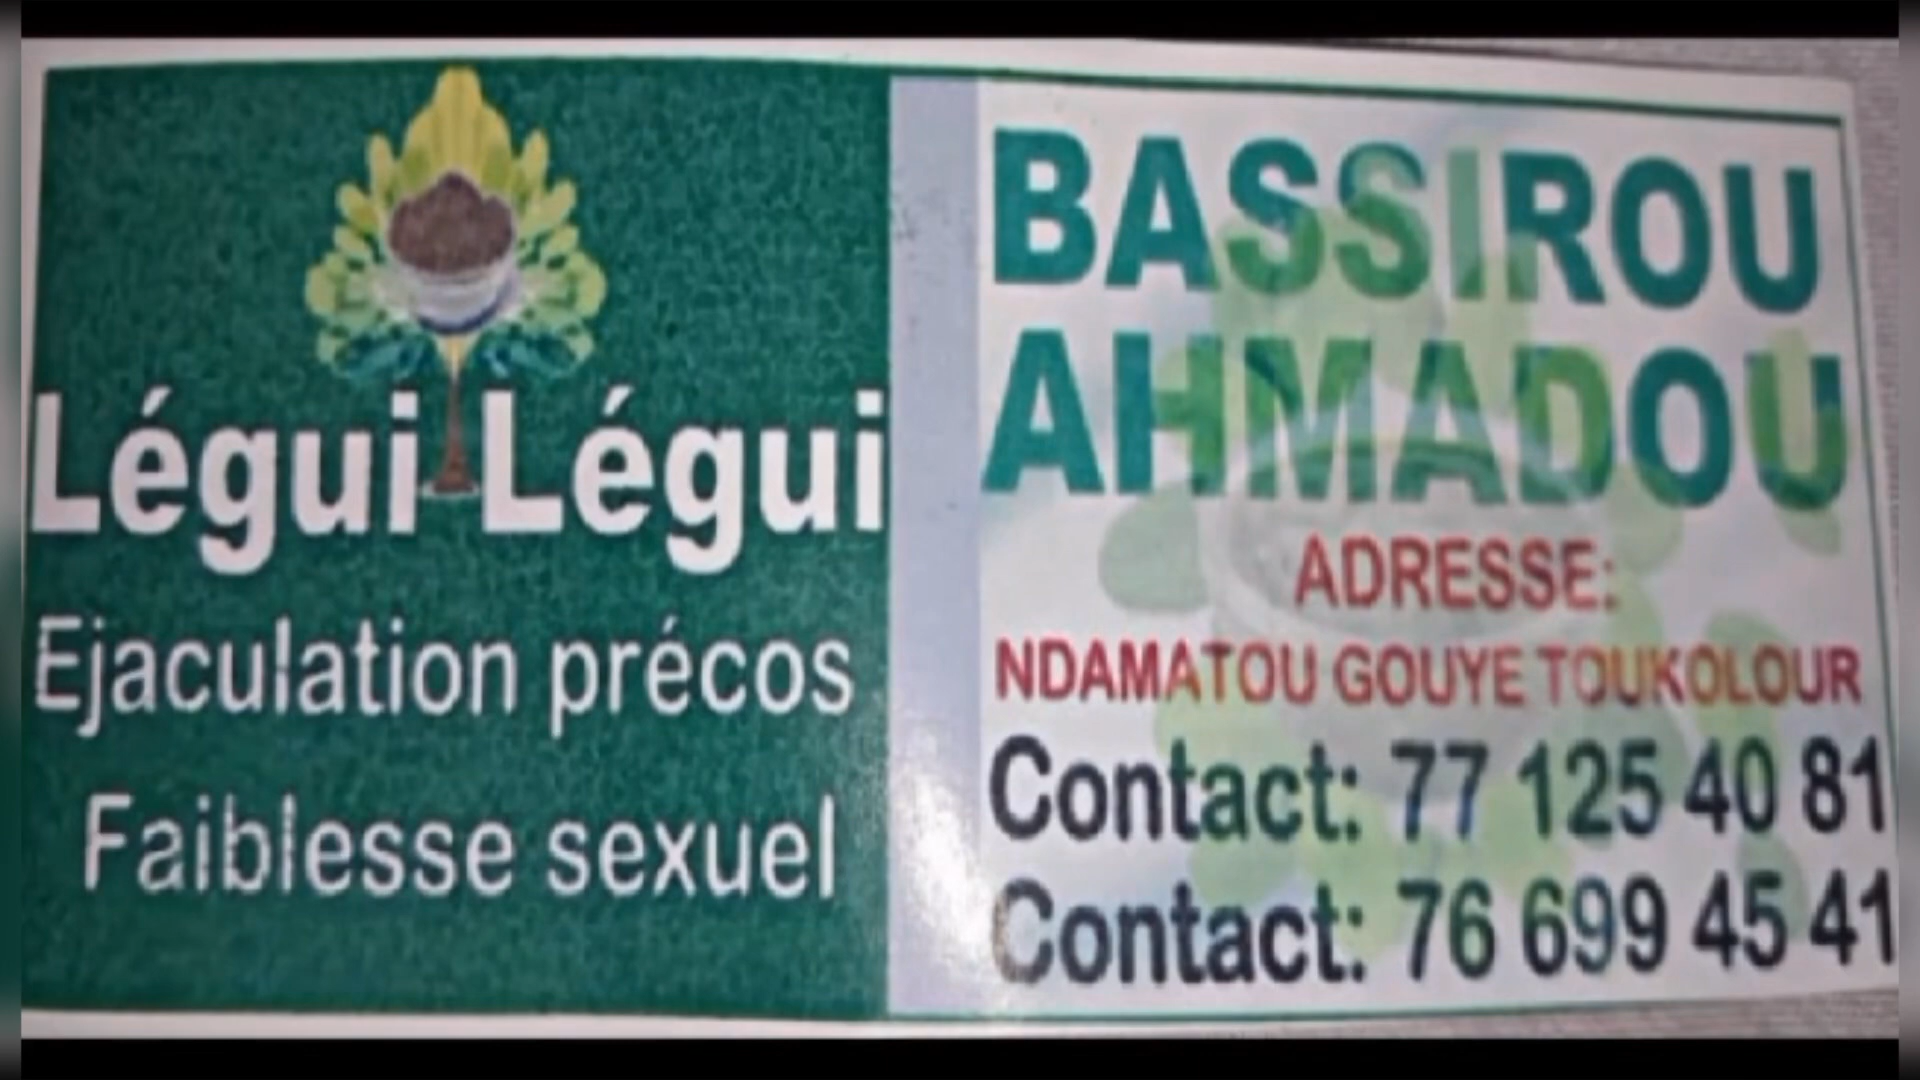 Légui Légui
Ejaculation précos
Faiblesse sexuel
BASSIROU
AHMADOU
ADRESSE:
NDAMATOU GOUYE TOUKOLOUR
Contact: 77 125 40 81
Contact: 76 699 45 41